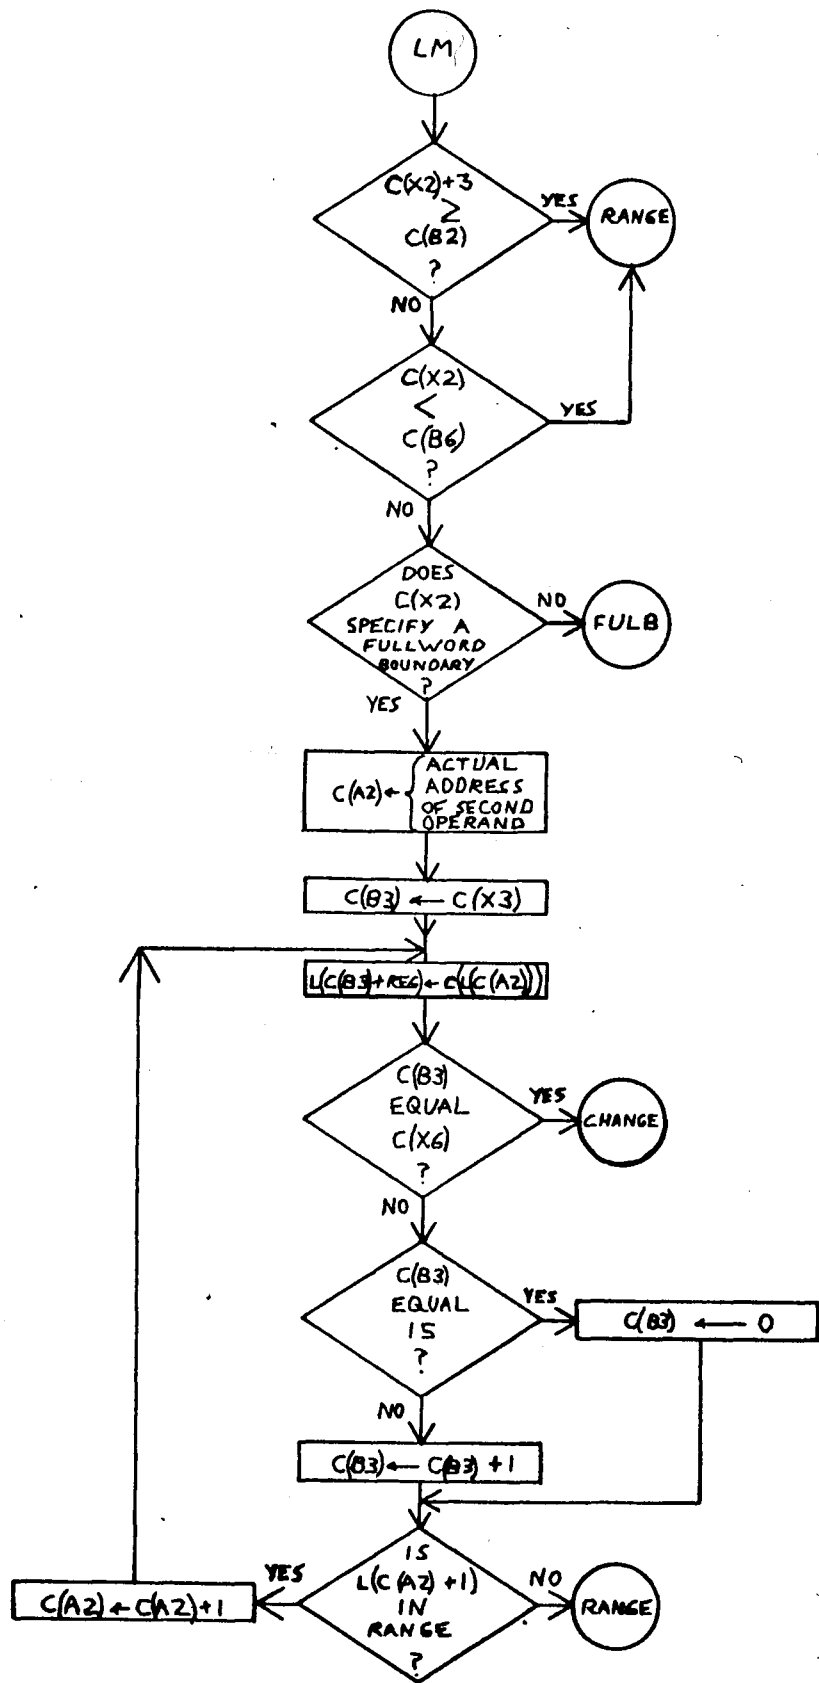 LM
C(X2)+3
≥
C(B2)
?
YES
RANGE
NO
C(X2)
<
C(B6)
?
YES
NO
DOES
C(X2)
SPECIFY A
FULLWORD
BOUNDARY
?
NO
FULB
YES
C(A2)← { ACTUAL
ADDRESS
OF SECOND
OPERAND
C(B3) ← C(X3)
L(C(B3)+REG)←C(L(C(A2)))
C(B3)
EQUAL
C(X6)
?
YES
CHANGE
NO
C(B3)
EQUAL
15
?
YES
C(B3) ← 0
NO
C(B3)← C(B3)+1
IS
L(C(A2)+1)
IN
RANGE
?
YES
C(A2)←C(A2)+1
NO
RANGE